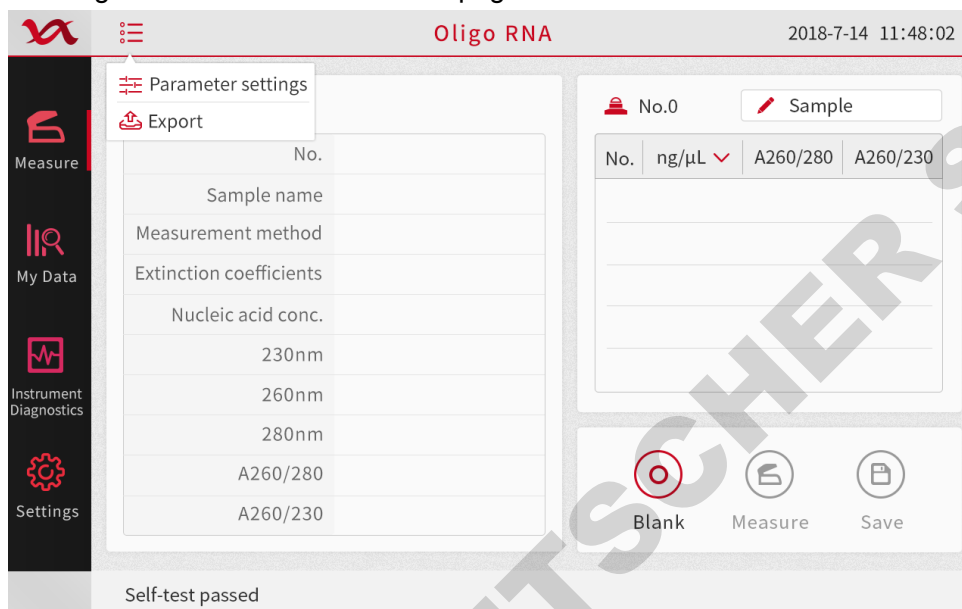 Oligo RNA
2018-7-14 11:48:02
Parameter settings
Export
No.
Sample name
Measurement method
Extinction coefficients
Nucleic acid conc.
230nm
260nm
280nm
A260/280
A260/230
No.0
Sample
No. ng/μL A260/280 A260/230
Blank
Measure
Save
Measure
My Data
Instrument
Diagnostics
Settings
Self-test passed